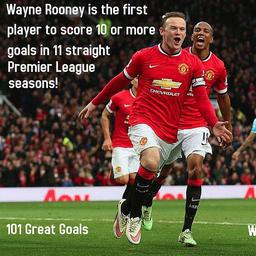 Wayne Rooney is the first
player to score 10 or more
goals in 11 straight
Premier League
seasons!
CHEVROLET
101 Great Goals
W